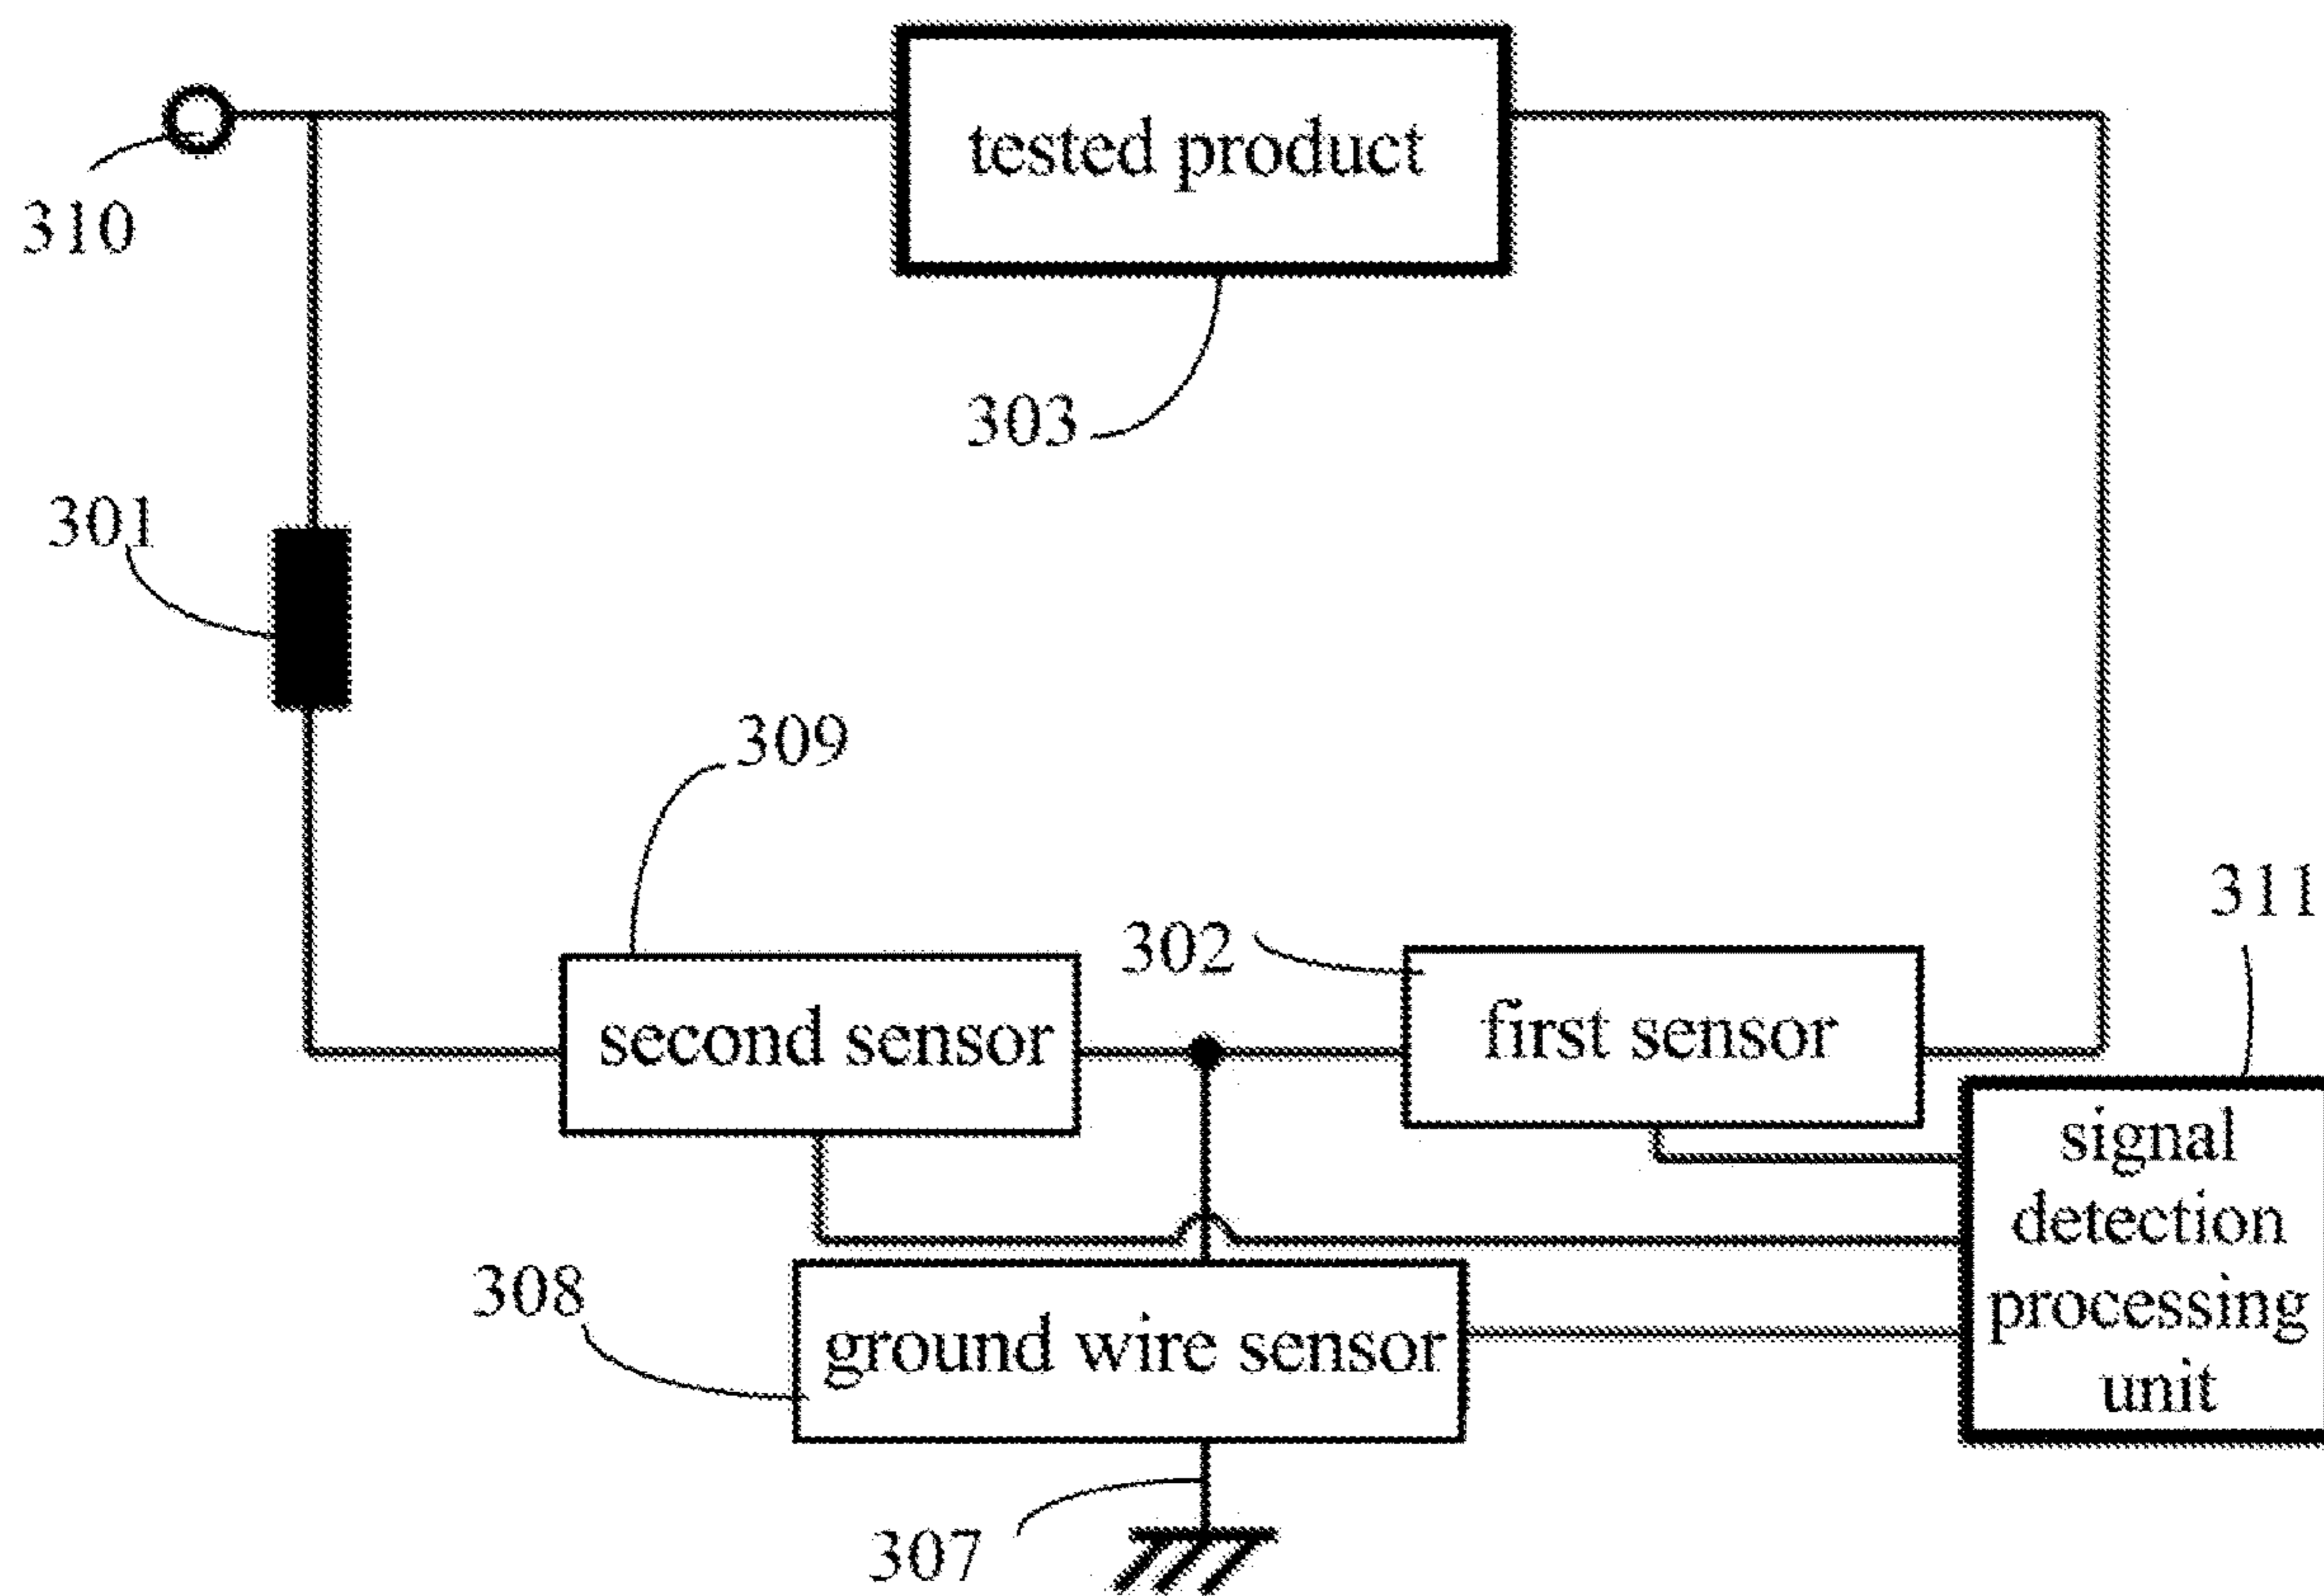 tested product
310
303
301
309
311
302
first sensor
second sensor
signal
detection
processing
unit
308
ground wire sensor
307